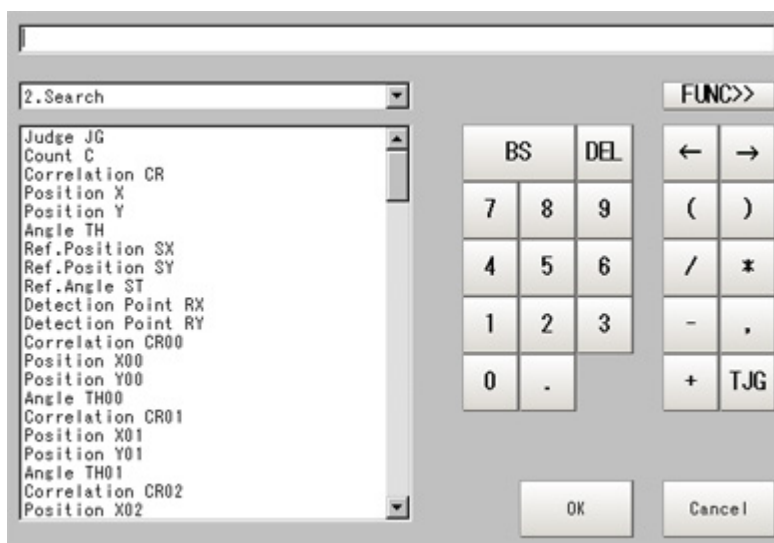 2.Search
FUNC>>
Judge JG
Count C
Correlation CR
Position X
Position Y
Angle TH
Ref.Position SX
Ref.Position SY
Ref.Angle ST
Detection Point RX
Detection Point RY
Correlation CR00
Position X00
Position Y00
Angle TH00
Correlation CR01
Position X01
Position Y01
Angle TH01
Correlation CR02
Position X02
BS DEL ← →
7 8 9 ( )
4 5 6 / *
1 2 3 - ,
0 . + TJG
OK Cancel